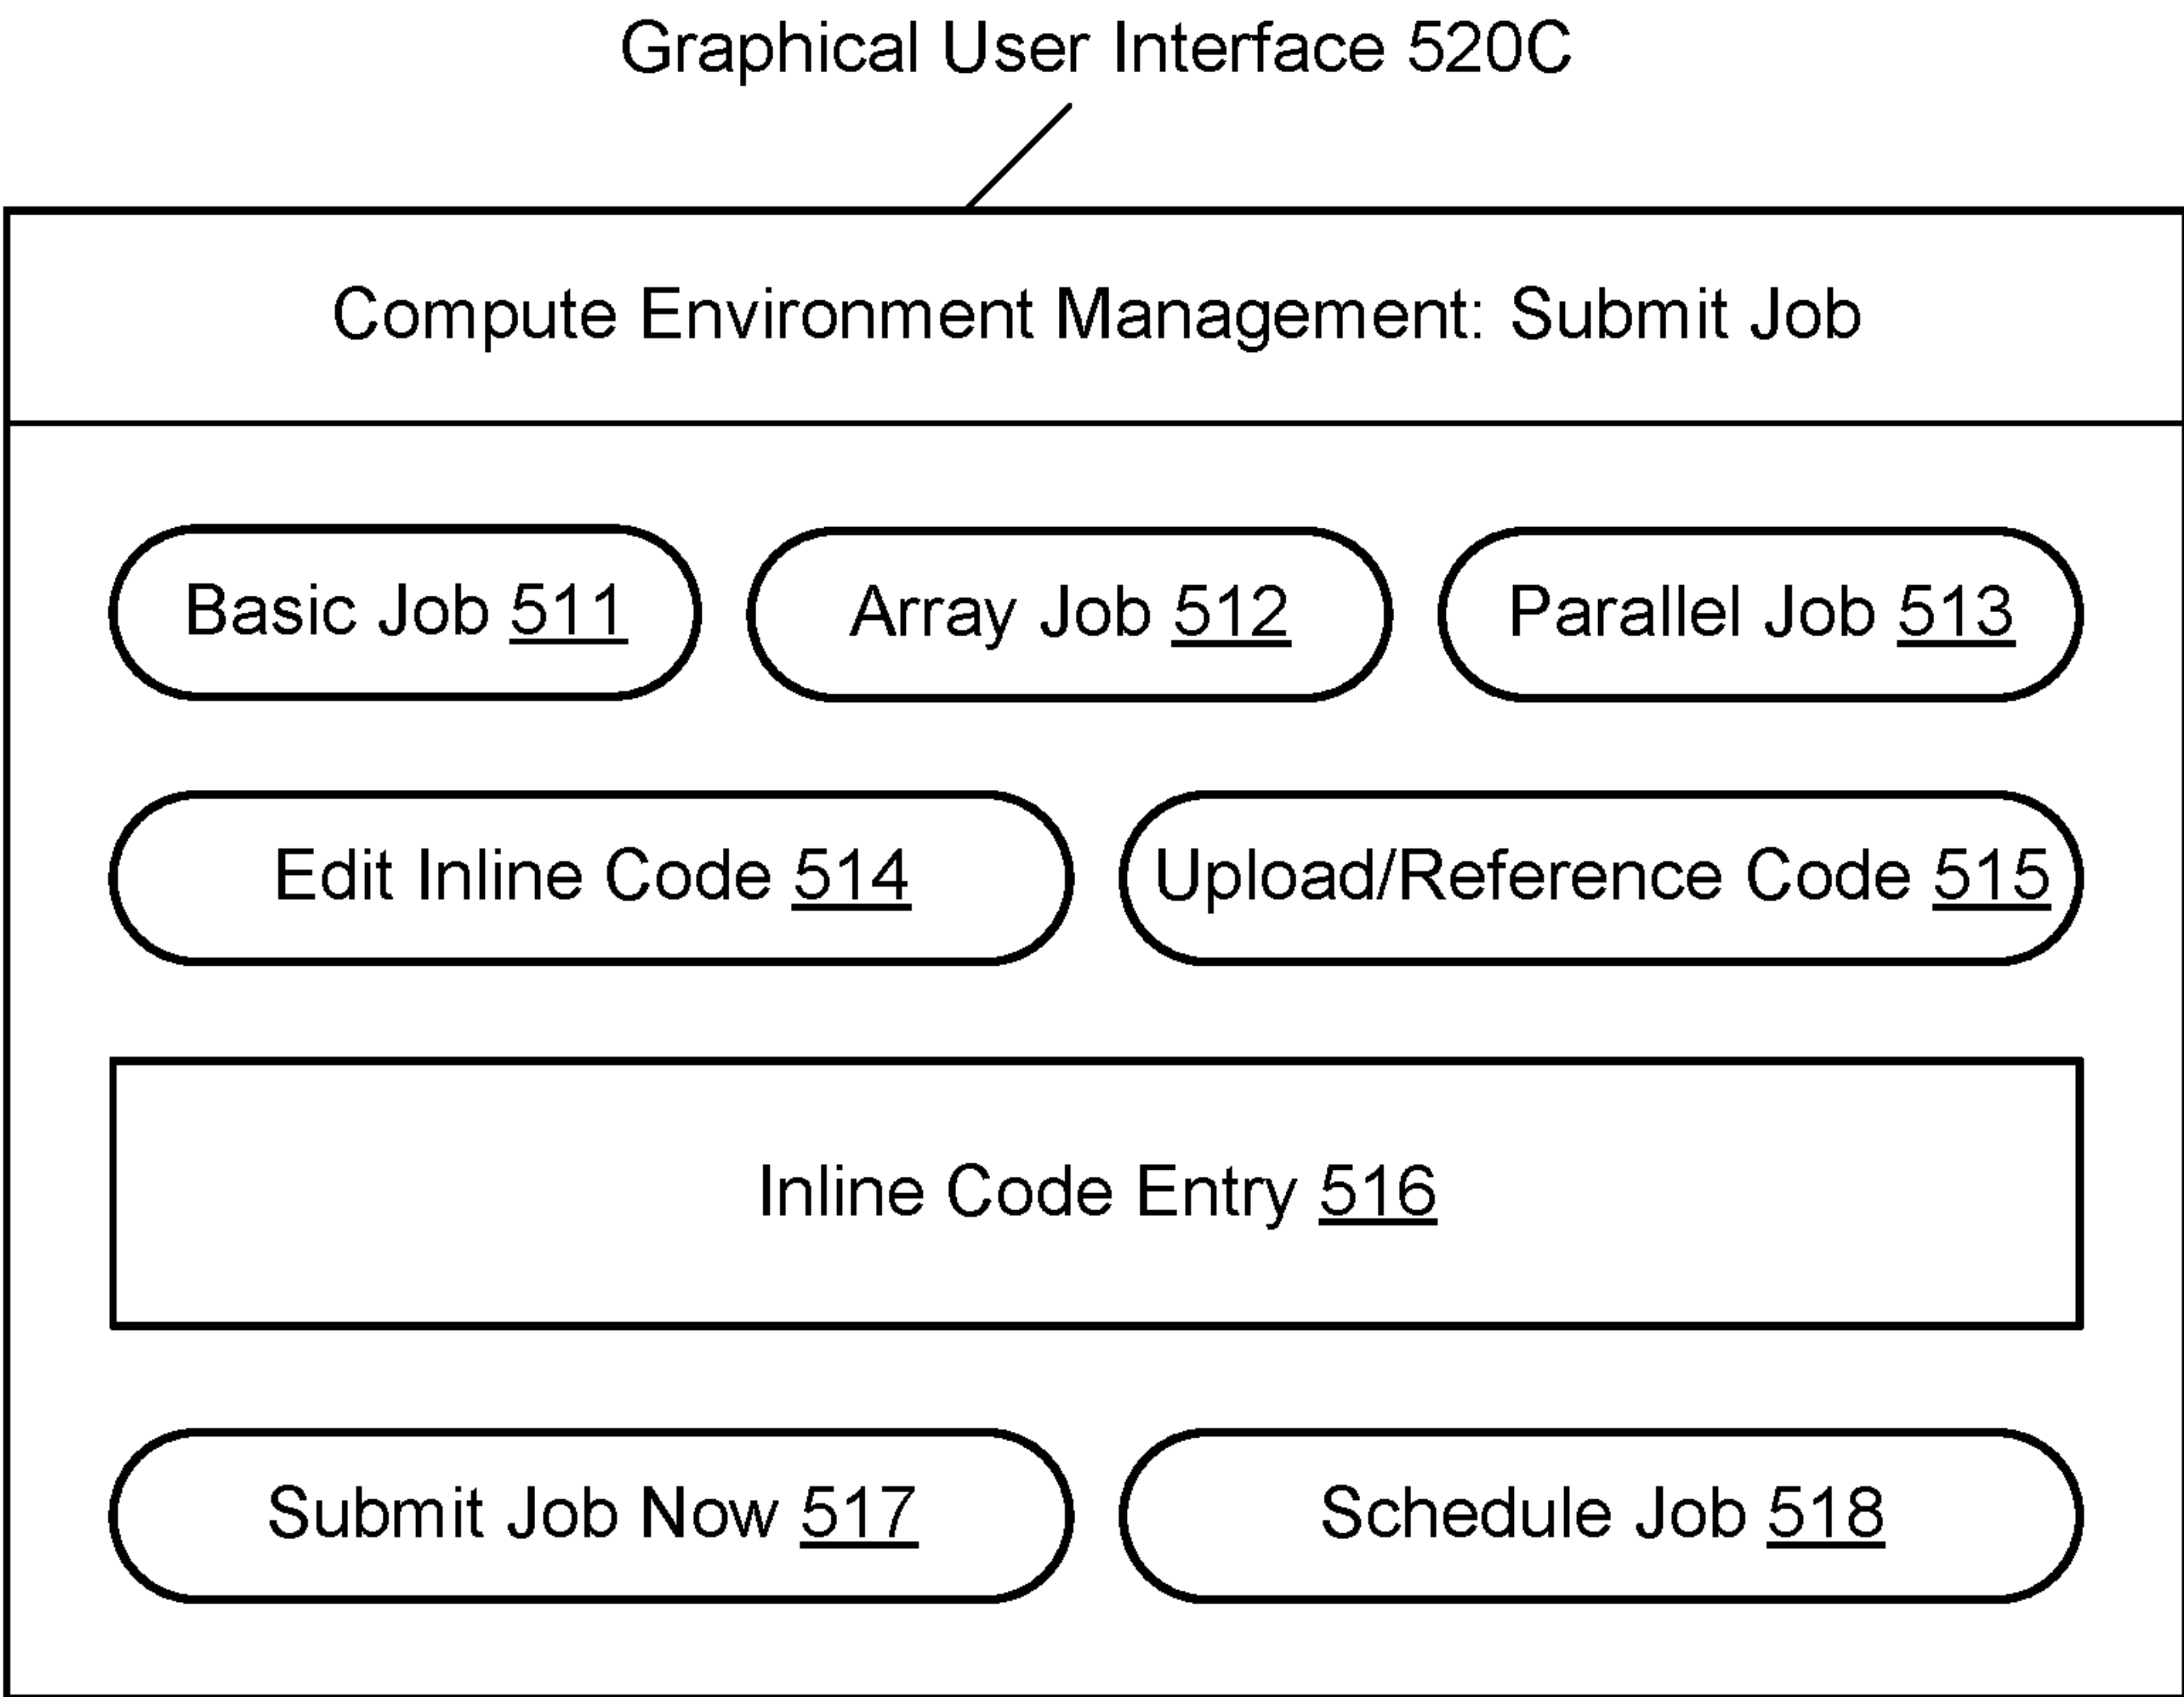 Graphical User Interface 520C
Compute Environment Management: Submit Job
Basic Job 511 Array Job 512 Parallel Job 513
Edit Inline Code 514 Upload/Reference Code 515
Inline Code Entry 516
Submit Job Now 517 Schedule Job 518